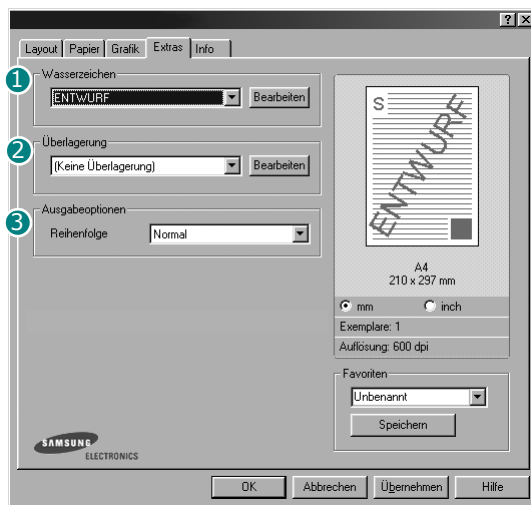 Layout Papier Grafik Extras Info
1 Wasserzeichen
ENTWURF Bearbeiten
2 Überlagerung
(Keine Überlagerung) Bearbeiten
3 Ausgabeoptionen
Reihenfolge Normal
S
ENTWURF
A4
210 x 297 mm
mm inch
Exemplare: 1
Auflösung: 600 dpi
Favoriten
Unbenannt
Speichern
SAMSUNG
ELECTRONICS
OK Abbrechen Übernehmen Hilfe